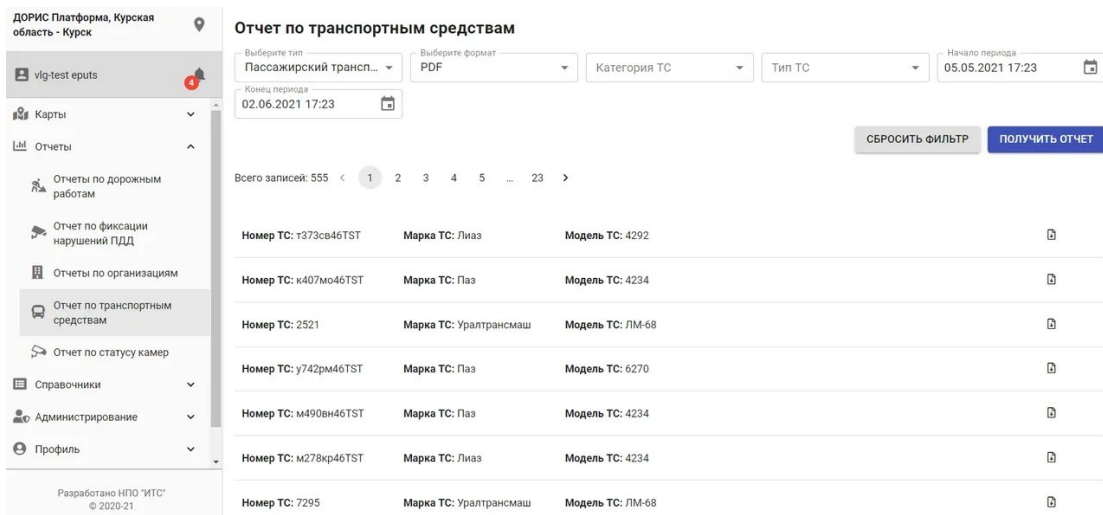 ДОРИС Платформа, Курская
область - Курск
vlg-test eputs
4
Карты
Отчеты
Отчеты по дорожным
работам
Отчет по фиксации
нарушений ПДД
Отчеты по организациям
Отчет по транспортным
средствам
Отчет по статусу камер
Справочники
Администрирование
Профиль
Разработано НПО "ИТС"
© 2020-21
Отчет по транспортным средствам
Выберите тип
Пассажирский трансп...
Выберите формат
PDF
Категория ТС
Тип ТС
Начало периода
05.05.2021 17:23
Конец периода
02.06.2021 17:23
СБРОСИТЬ ФИЛЬТР ПОЛУЧИТЬ ОТЧЕТ
Всего записей: 555 < 1 2 3 4 5 ... 23 >
Номер ТС: т373св46TST Марка ТС: Лиаз Модель ТС: 4292
Номер ТС: к407мо46TST Марка ТС: Паз Модель ТС: 4234
Номер ТС: 2521 Марка ТС: Уралтрансмаш Модель ТС: ЛМ-68
Номер ТС: у742рм46TST Марка ТС: Паз Модель ТС: 6270
Номер ТС: м490вн46TST Марка ТС: Паз Модель ТС: 4234
Номер ТС: м278кр46TST Марка ТС: Лиаз Модель ТС: 4234
Номер ТС: 7295 Марка ТС: Уралтрансмаш Модель ТС: ЛМ-68